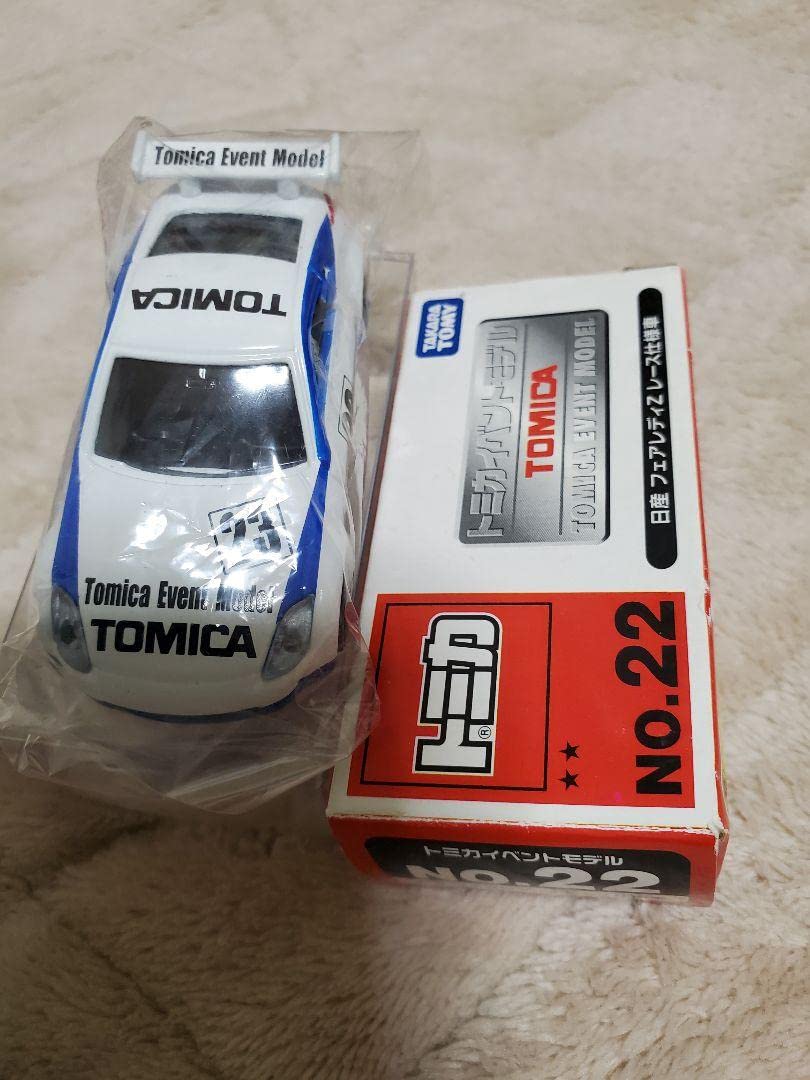 Tomica Event Model
TOMICA
23
Tomica Event Model
TOMICA
TAKARA
TOMY
トミカイベントモデル
TOMICA
TOMICA EVENT MODEL
日産 フェアレディZ レース仕様車
トミカ
®
★★
NO.22
トミカイベントモデル
NO.22